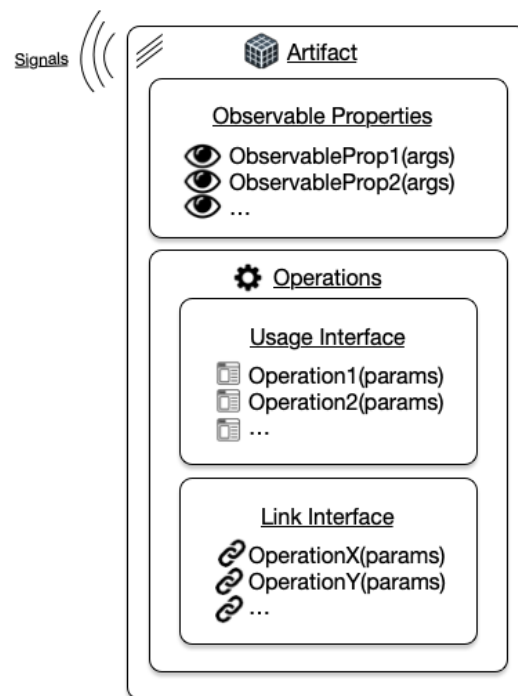 Signals
Artifact
Observable Properties
ObservableProp1(args)
ObservableProp2(args)
...
Operations
Usage Interface
Operation1(params)
Operation2(params)
...
Link Interface
OperationX(params)
OperationY(params)
...